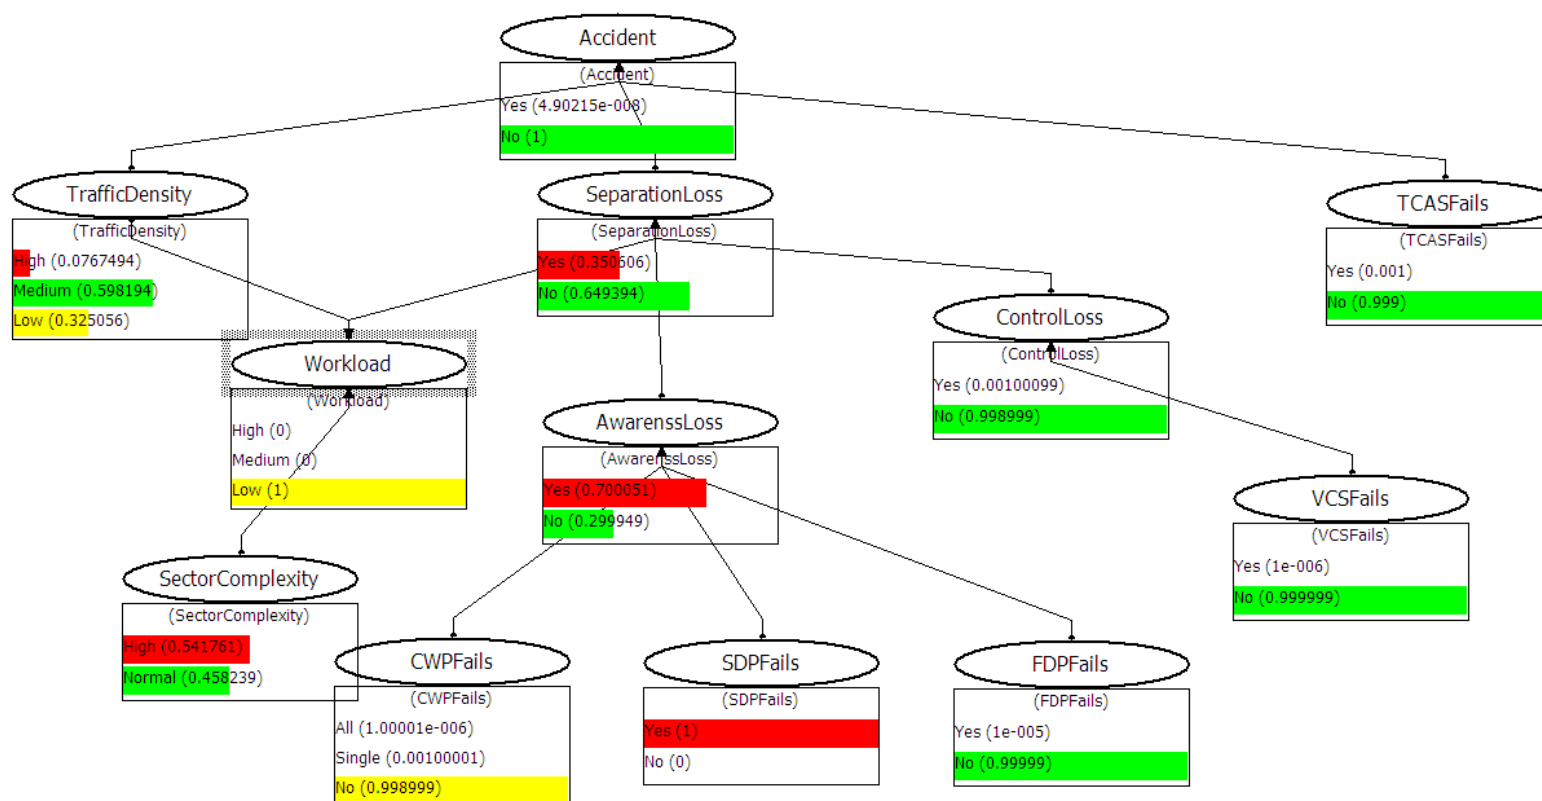 Accident
(Accident)
Yes (4.90215e-008)
No (1)
TrafficDensity
(TrafficDensity)
High (0.0767494)
Medium (0.598194)
Low (0.325056)
SeparationLoss
(SeparationLoss)
Yes (0.350606)
No (0.649394)
TCASFails
(TCASFails)
Yes (0.001)
No (0.999)
Workload
(Workload)
High (0)
Medium (0)
Low (1)
ControlLoss
(ControlLoss)
Yes (0.00100099)
No (0.998999)
AwarenssLoss
(AwarenssLoss)
Yes (0.700051)
No (0.299949)
VCSFails
(VCSFails)
Yes (1e-006)
No (0.999999)
SectorComplexity
(SectorComplexity)
High (0.541761)
Normal (0.458239)
CWPFails
(CWPFails)
All (1.00001e-006)
Single (0.00100001)
No (0.998999)
SDPFails
(SDPFails)
Yes (1)
No (0)
FDPFails
(FDPFails)
Yes (1e-005)
No (0.99999)